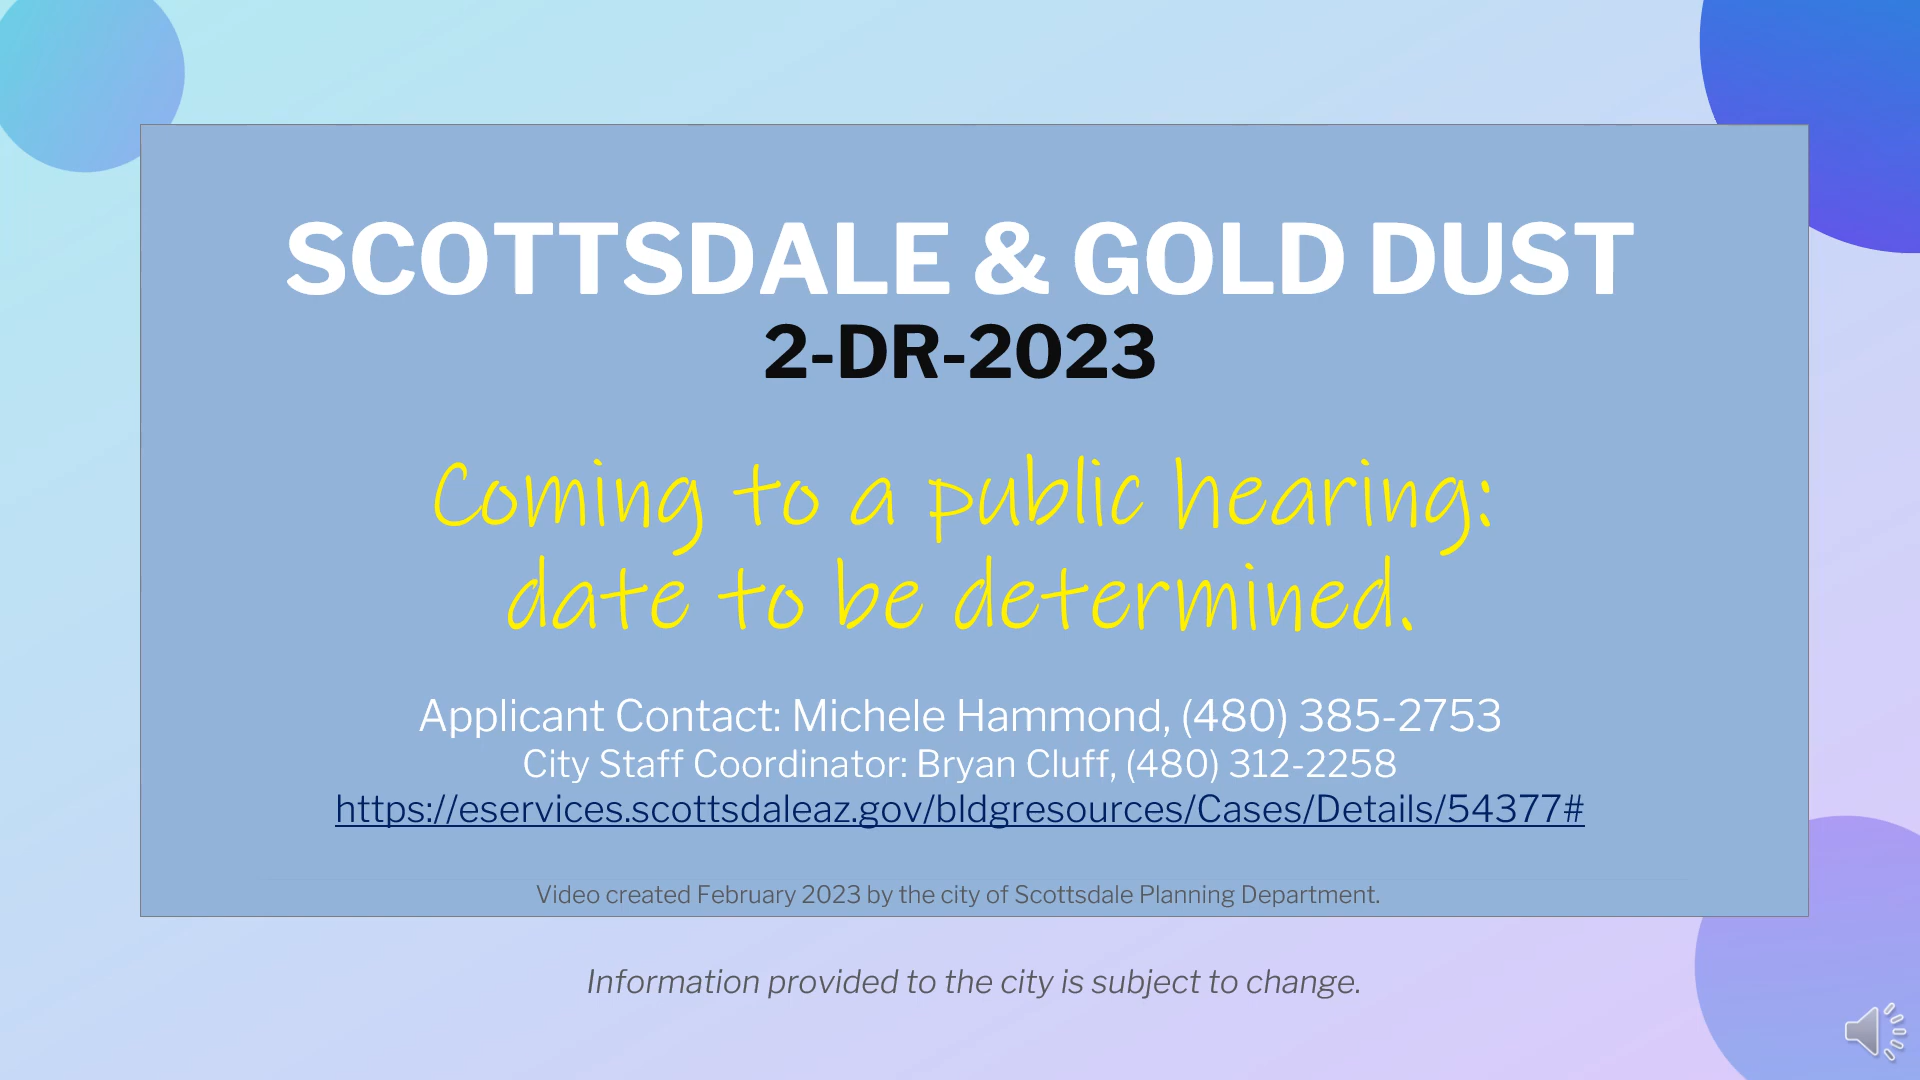 SCOTTSDALE & GOLD DUST
2-DR-2023
Coming to a public hearing:
date to be determined.
Applicant Contact: Michele Hammond, (480) 385-2753
City Staff Coordinator: Bryan Cluff, (480) 312-2258
https://eservices.scottsdaleaz.gov/bldgresources/Cases/Details/54377#
Video created February 2023 by the city of Scottsdale Planning Department.
Information provided to the city is subject to change.